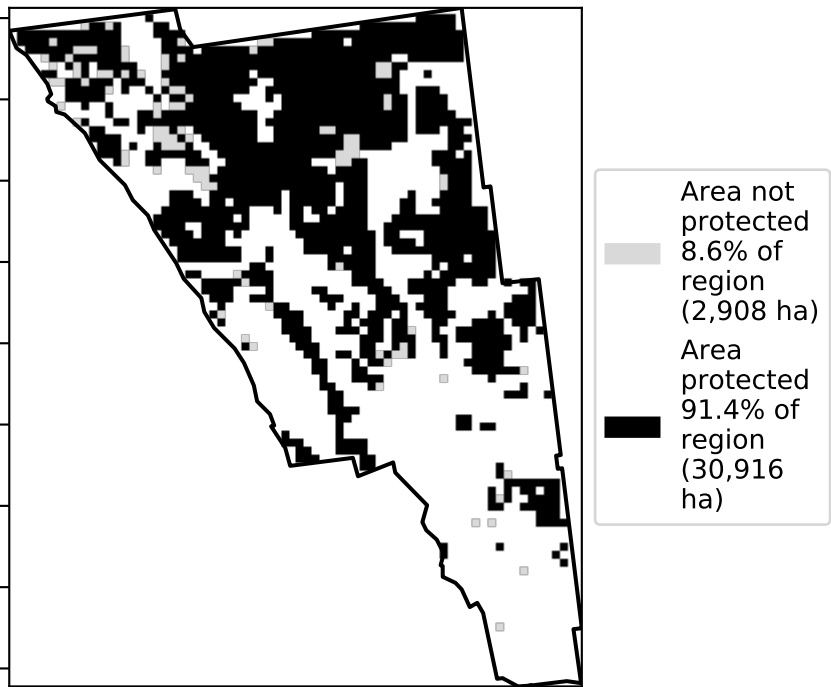 Area not
protected
8.6% of
region
(2,908 ha)
Area
protected
91.4% of
region
(30,916
ha)